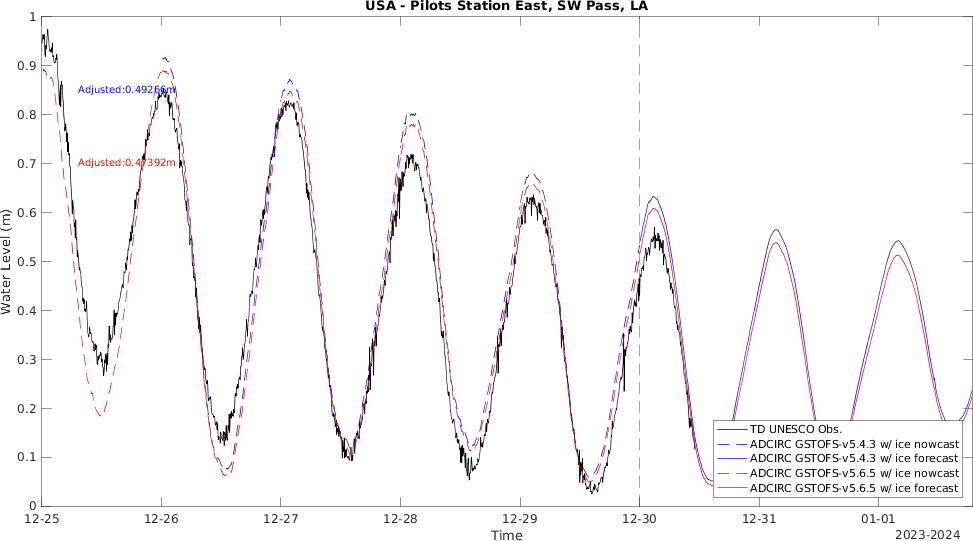 USA - Pilots Station East, SW Pass, LA
1
0.9
0.8
0.7
0.6
0.5
0.4
0.3
0.2
0.1
0
Water Level (m)
Adjusted:0.49266m
Adjusted:0.47392m
TD UNESCO Obs.
ADCIRC GSTOFS-v5.4.3 w/ ice nowcast
ADCIRC GSTOFS-v5.4.3 w/ ice forecast
ADCIRC GSTOFS-v5.6.5 w/ ice nowcast
ADCIRC GSTOFS-v5.6.5 w/ ice forecast
12-25 12-26 12-27 12-28 12-29 12-30 12-31 01-01
Time
2023-2024